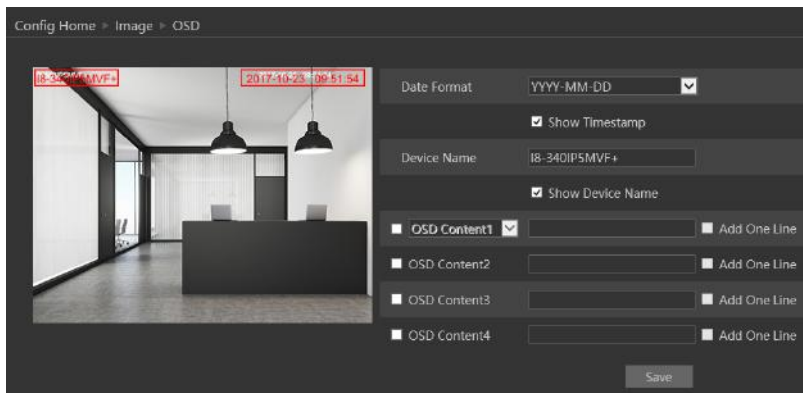 Config Home ▸ Image ▸ OSD
I8-340IP5MVF+ 2017-10-23 09:51:54
Date Format YYYY-MM-DD
Show Timestamp
Device Name I8-340IP5MVF+
Show Device Name
OSD Content1 Add One Line
OSD Content2 Add One Line
OSD Content3 Add One Line
OSD Content4 Add One Line
Save